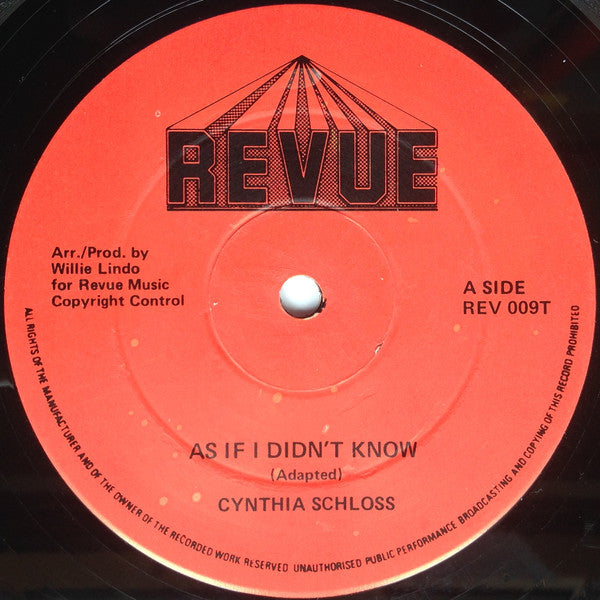 REVUE
Arr./Prod. by
Willie Lindo
for Revue Music
Copyright Control
A SIDE
REV 009T
AS IF I DIDN'T KNOW
(Adapted)
CYNTHIA SCHLOSS
ALL RIGHTS OF THE MANUFACTURER AND OF THE OWNER OF THE RECORDED WORK RESERVED UNAUTHORISED PUBLIC PERFORMANCE BROADCASTING AND COPYING OF THIS RECORD PROHIBITED